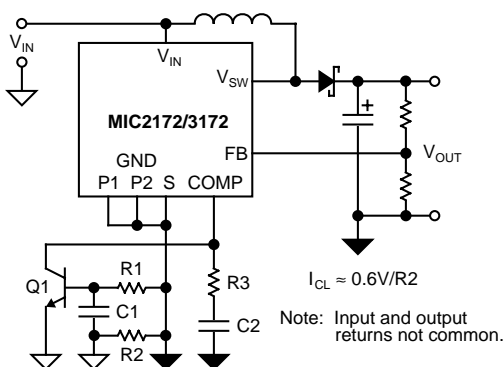 V_IN
V_IN
V_SW
MIC2172/3172
GND
FB
P1 P2 S COMP
V_OUT
Q1
R1
C1
R2
R3
C2
I_CL ≈ 0.6V/R2
Note: Input and output
returns not common.
+